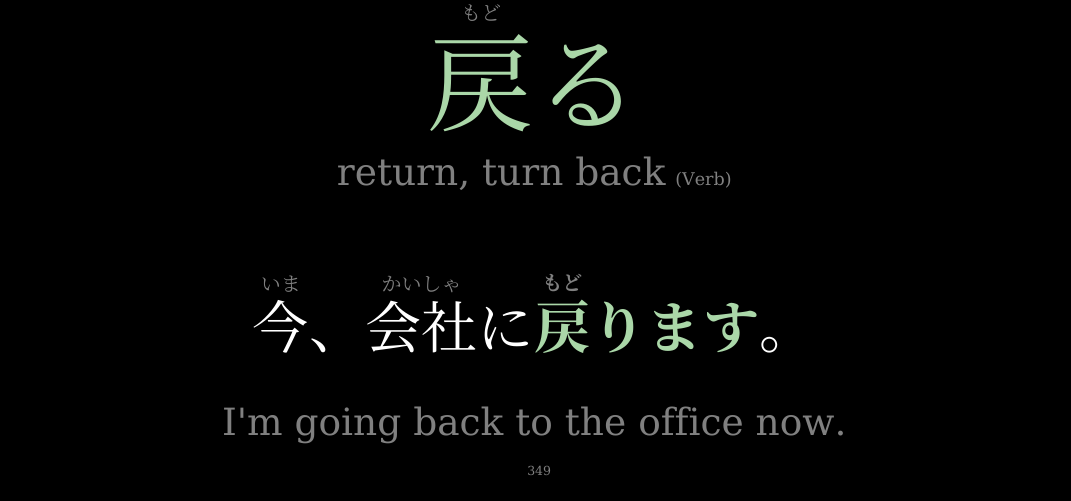 もど
戻る
return, turn back (Verb)
いま かいしゃ もど
今、会社に戻ります。
I'm going back to the office now.
349